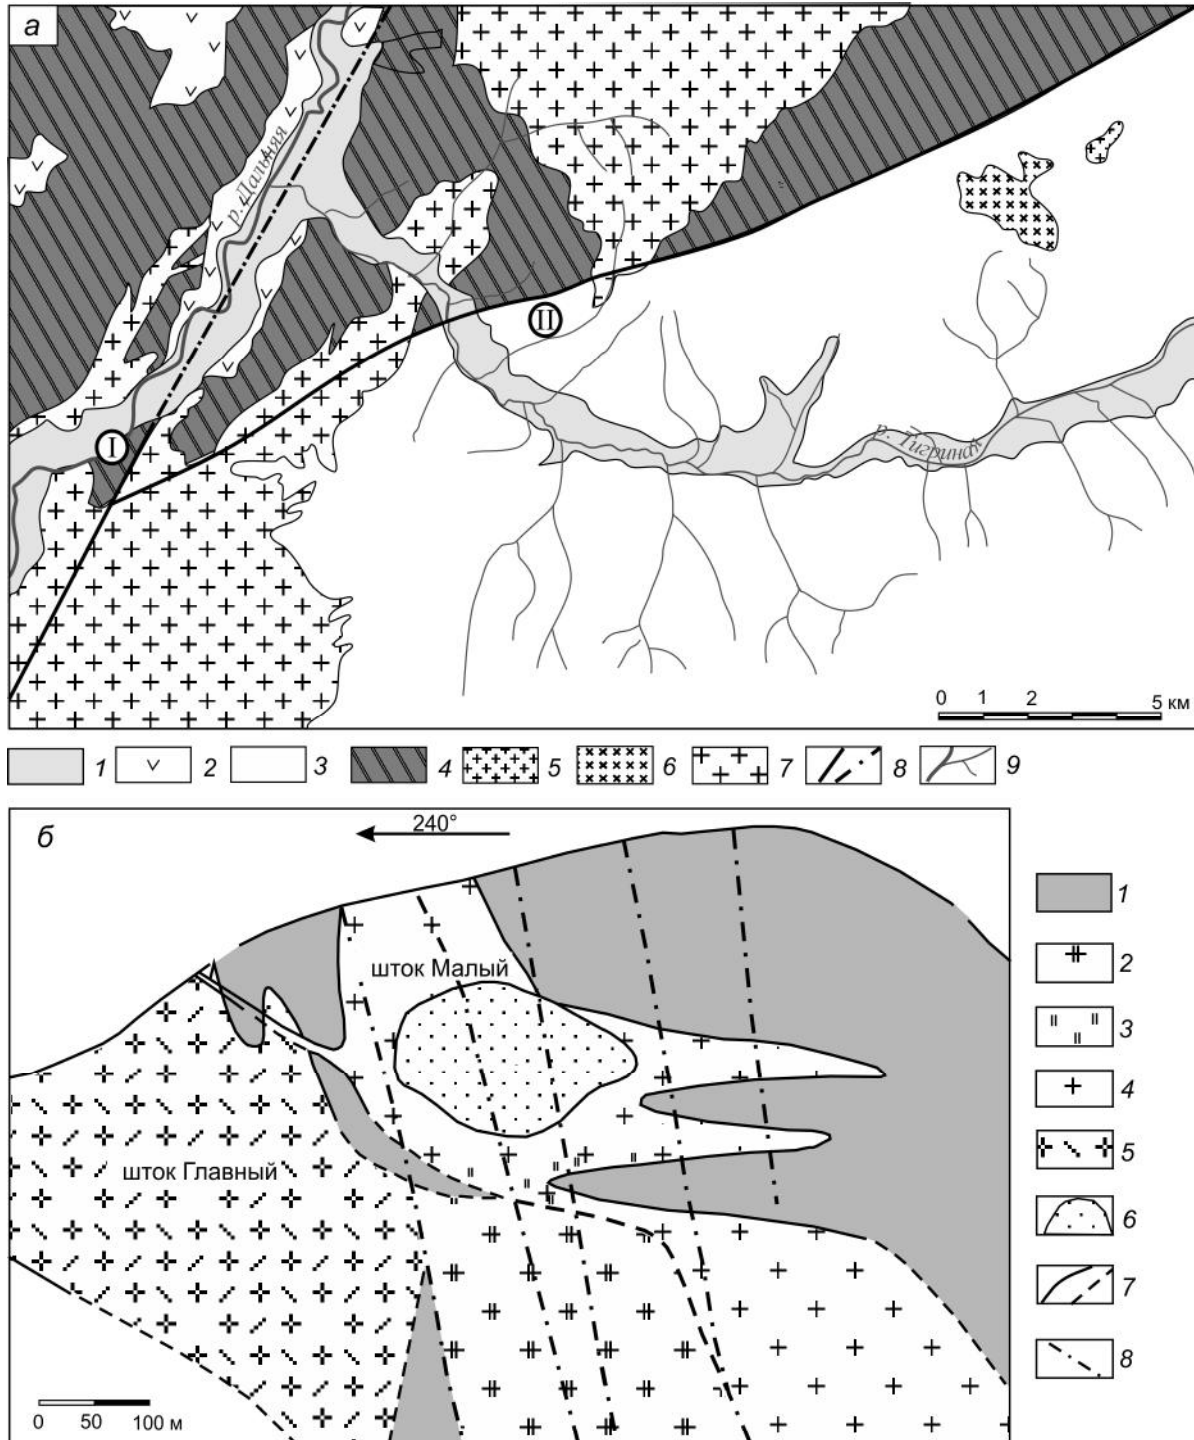 а
р. Дальняя
II
I
р. Тигриная
0 1 2 5 км
1 2 3 4 5 6 7 8 9
б
240°
шток Малый
шток Главный
0 50 100 м
1
2
3
4
5
6
7
8